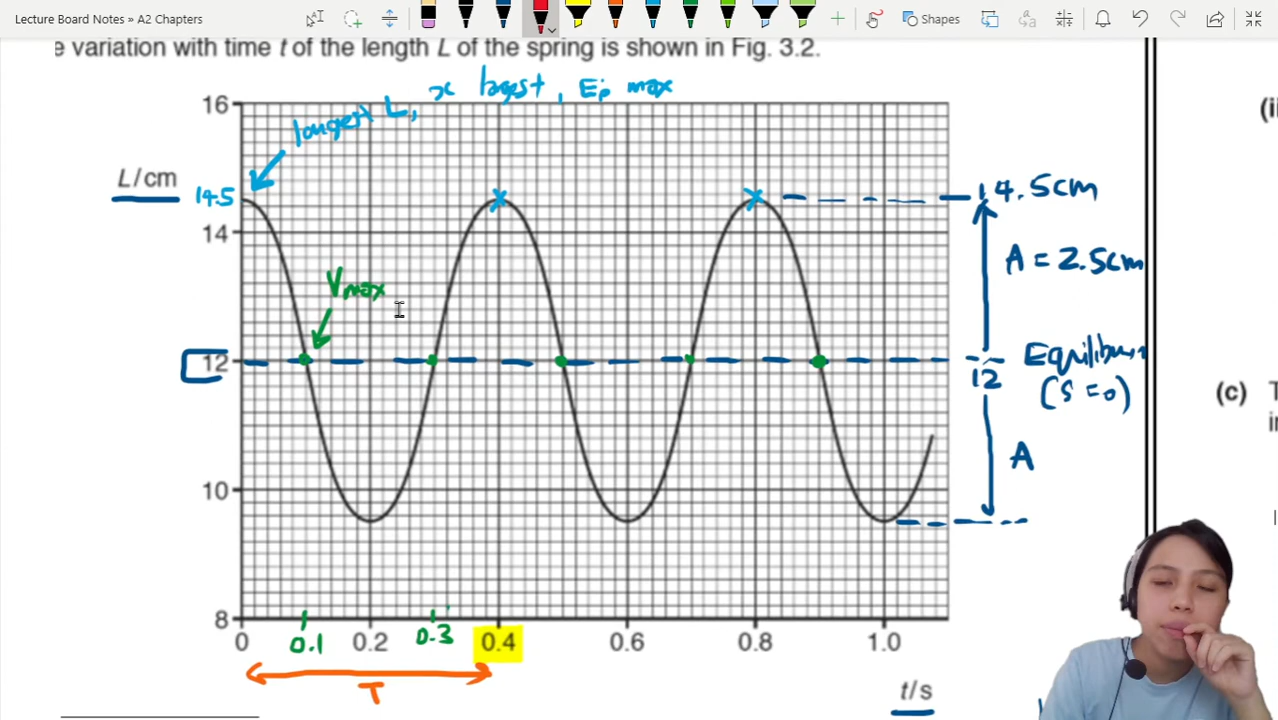 Lecture Board Notes » A2 Chapters
Shapes
e variation with time t of the length L of the spring is shown in Fig. 3.2.
longest L, x largest, Ep max
16
L/cm
14.5
14
12
10
8
Vmax
14.5cm
A = 2.5cm
12
(S = 0)
A
0
0.1
0.2
0.3
0.4
0.6
0.8
1.0
T
t/s
(c)